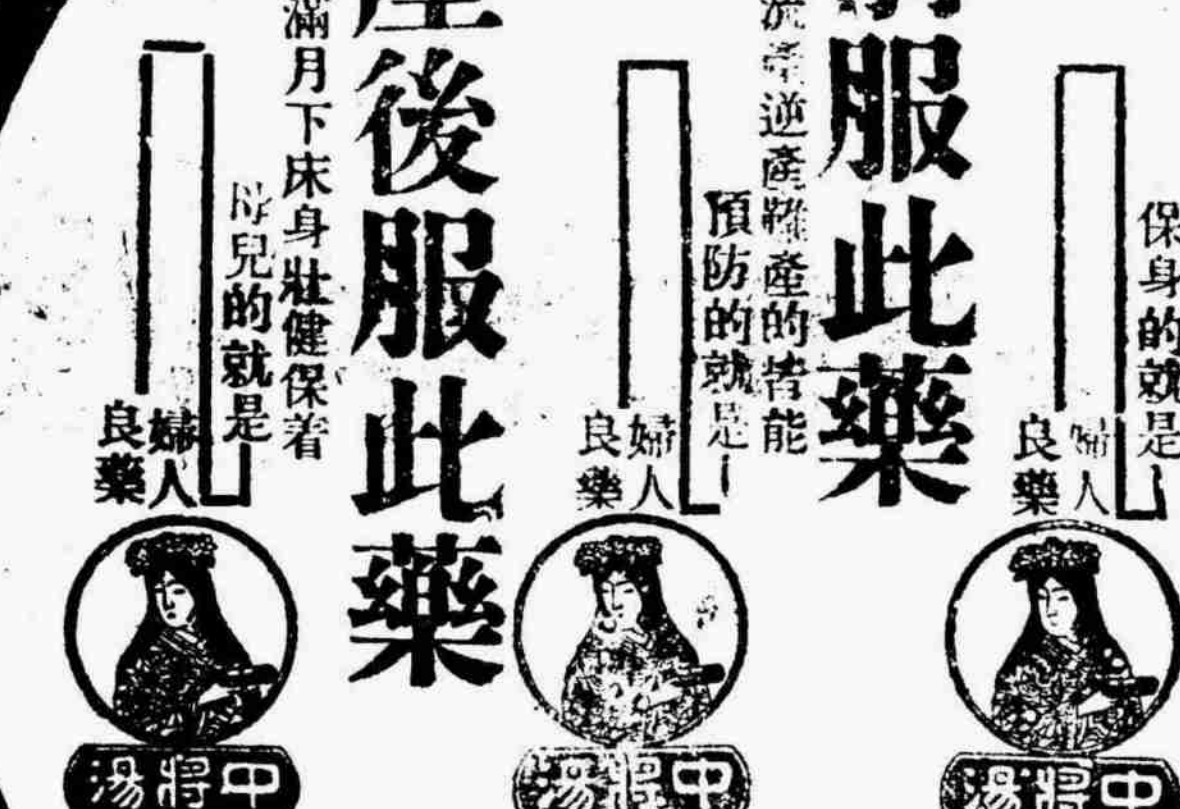 保身的就是
婦人
良藥
中將湯
服此藥
逆產難產的皆能
預防的就是
婦人
良藥
中將湯
產後服此藥
滿月下床身壯健保着
兒的就是
婦人
良藥
中將湯